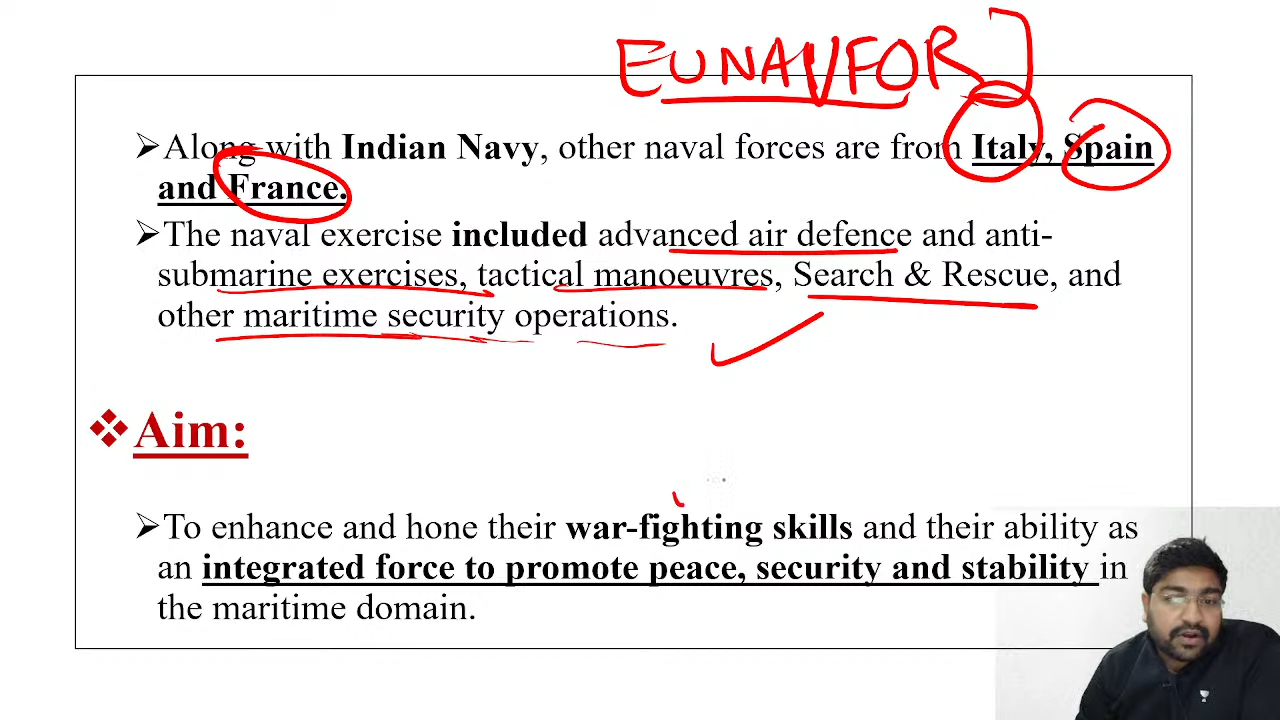 EUNAVFOR
➢Along with Indian Navy, other naval forces are from Italy, Spain
and France.
➢The naval exercise included advanced air defence and anti-
submarine exercises, tactical manoeuvres, Search & Rescue, and
other maritime security operations.
❖Aim:
➢To enhance and hone their war-fighting skills and their ability as
an integrated force to promote peace, security and stability in
the maritime domain.